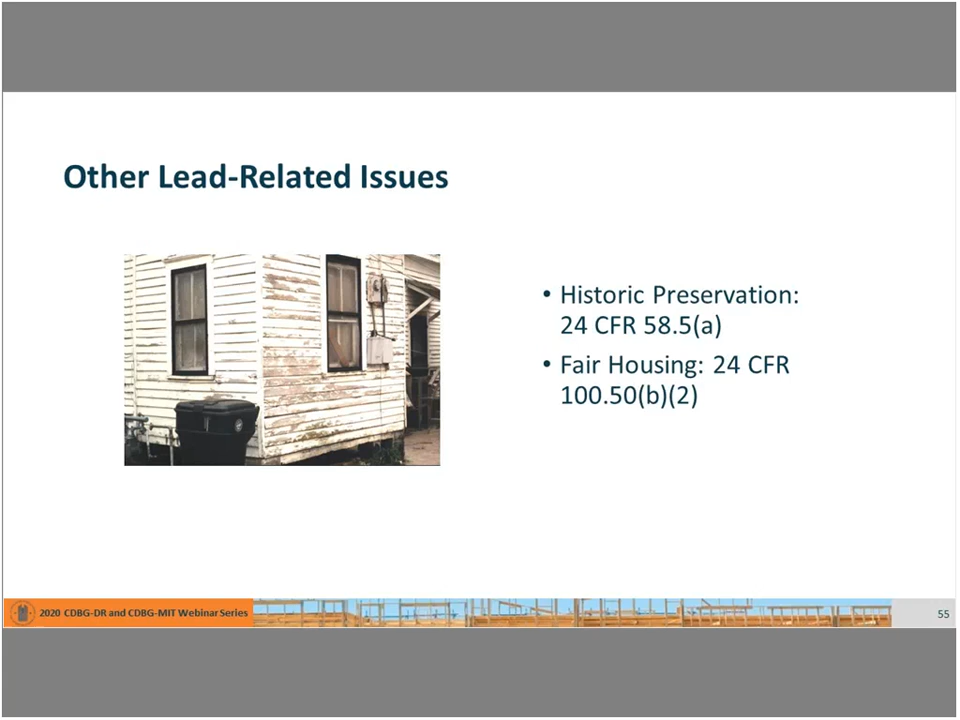 Other Lead-Related Issues
• Historic Preservation:
24 CFR 58.5(a)
• Fair Housing: 24 CFR
100.50(b)(2)
2020 CDBG-DR and CDBG-MIT Webinar Series
55